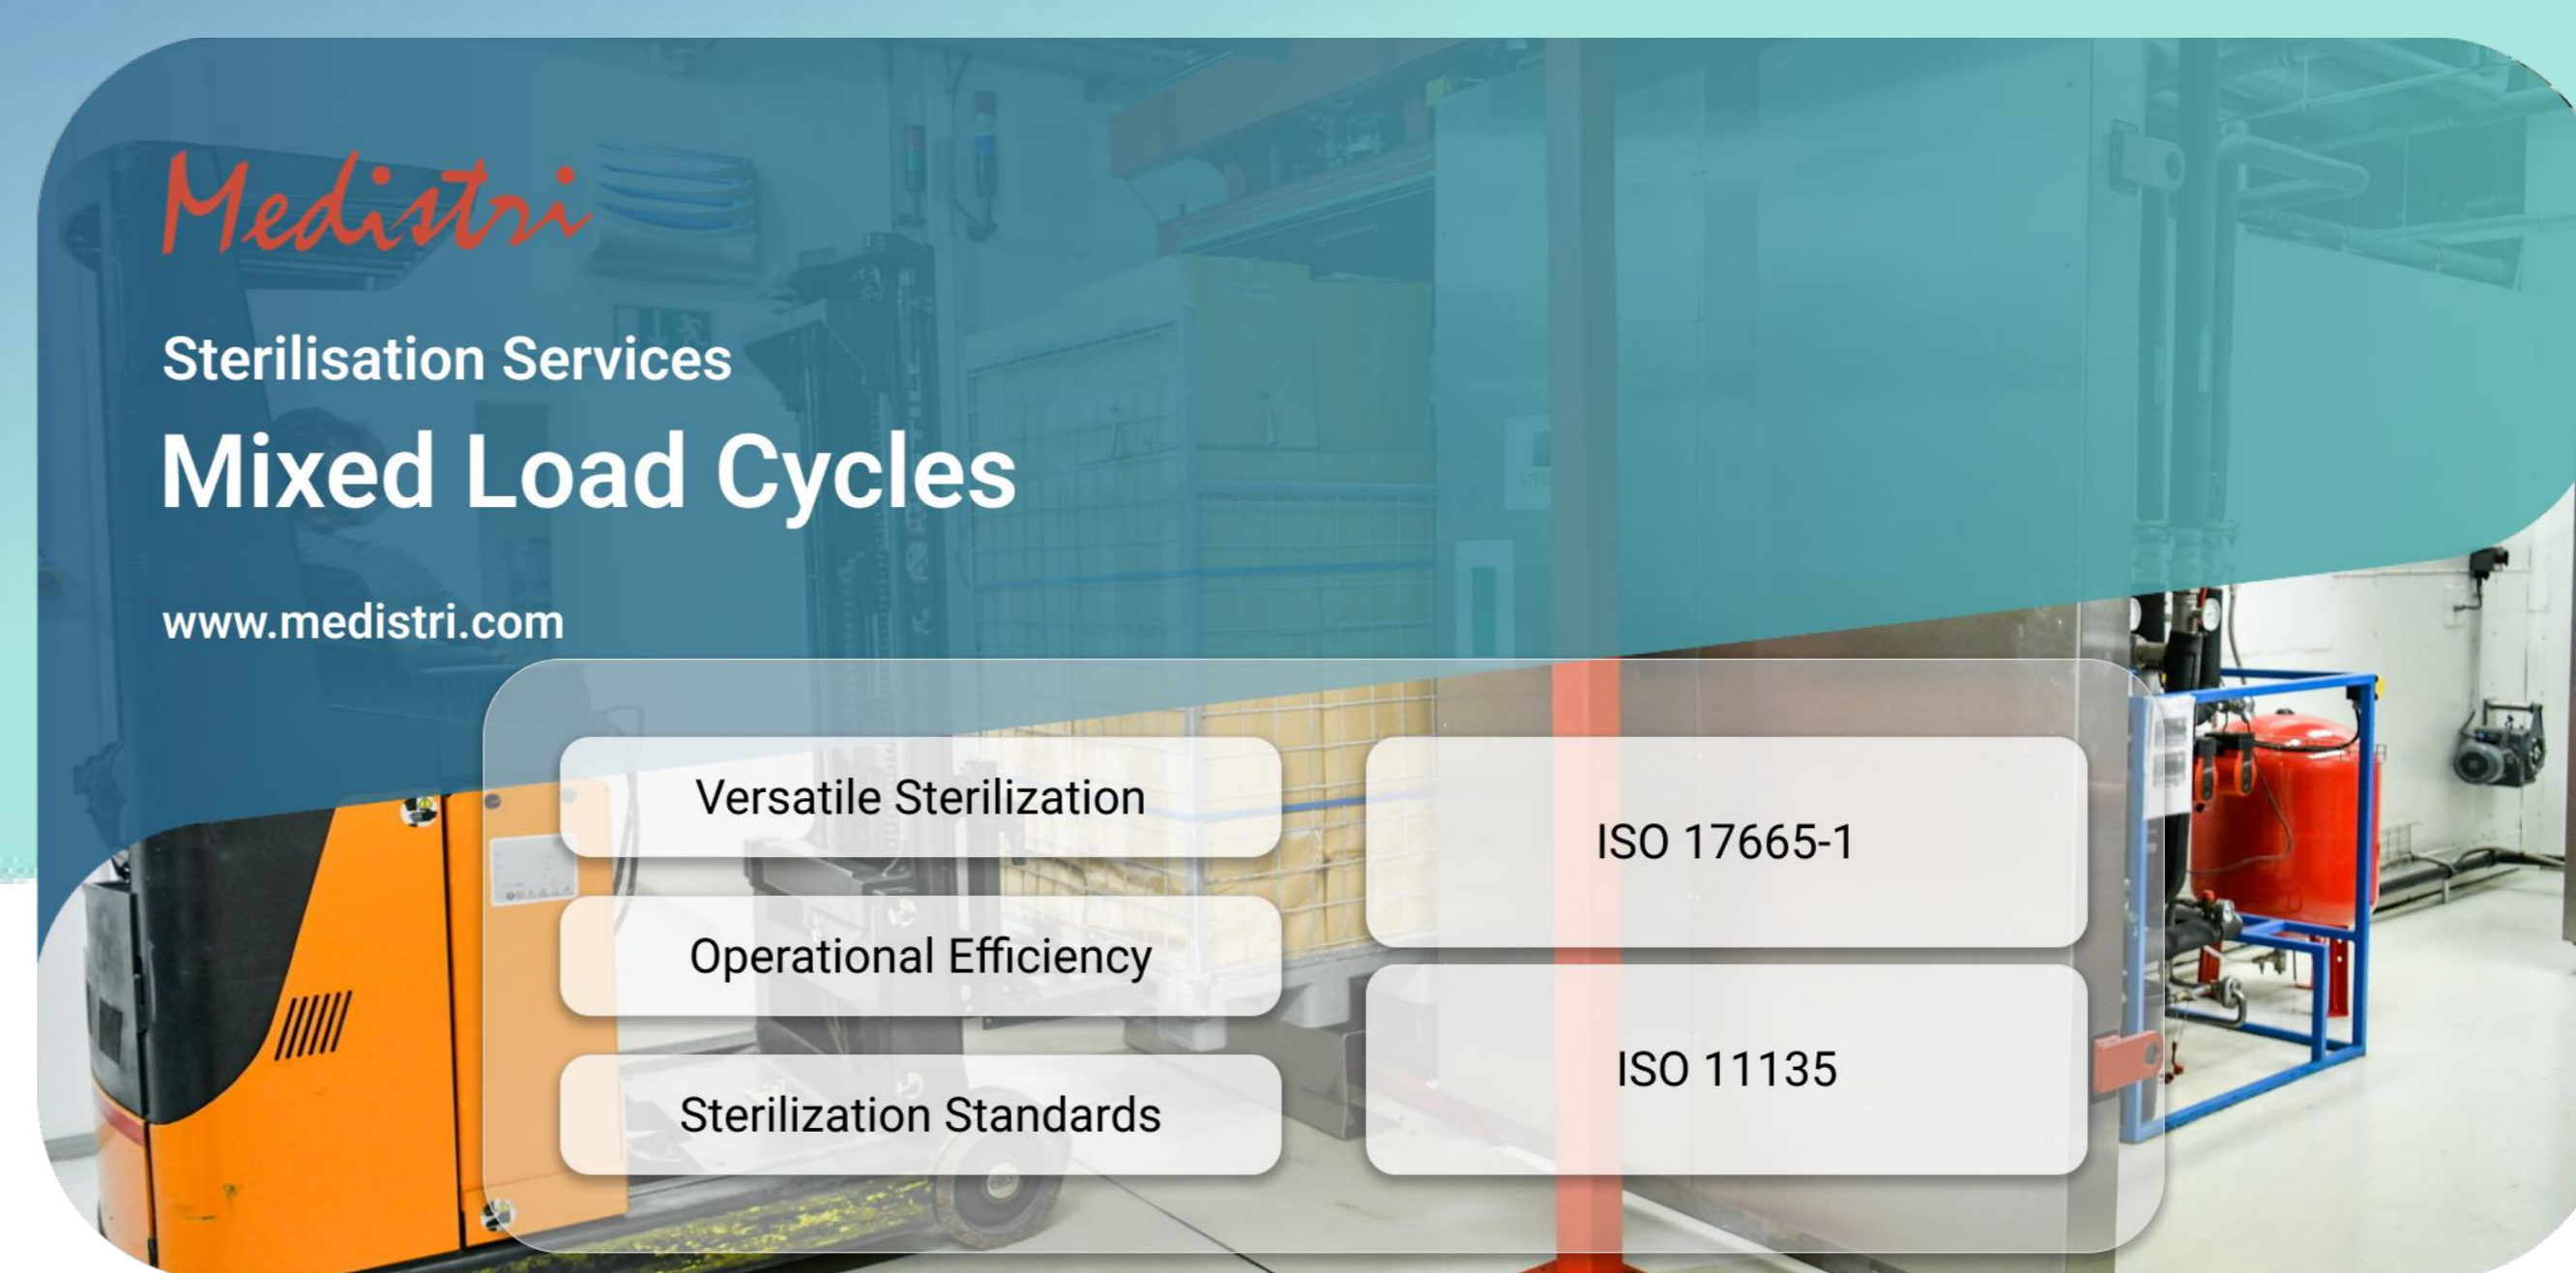 Medistri
Sterilisation Services
Mixed Load Cycles
www.medistri.com
Versatile Sterilization
Operational Efficiency
Sterilization Standards
ISO 17665-1
ISO 11135